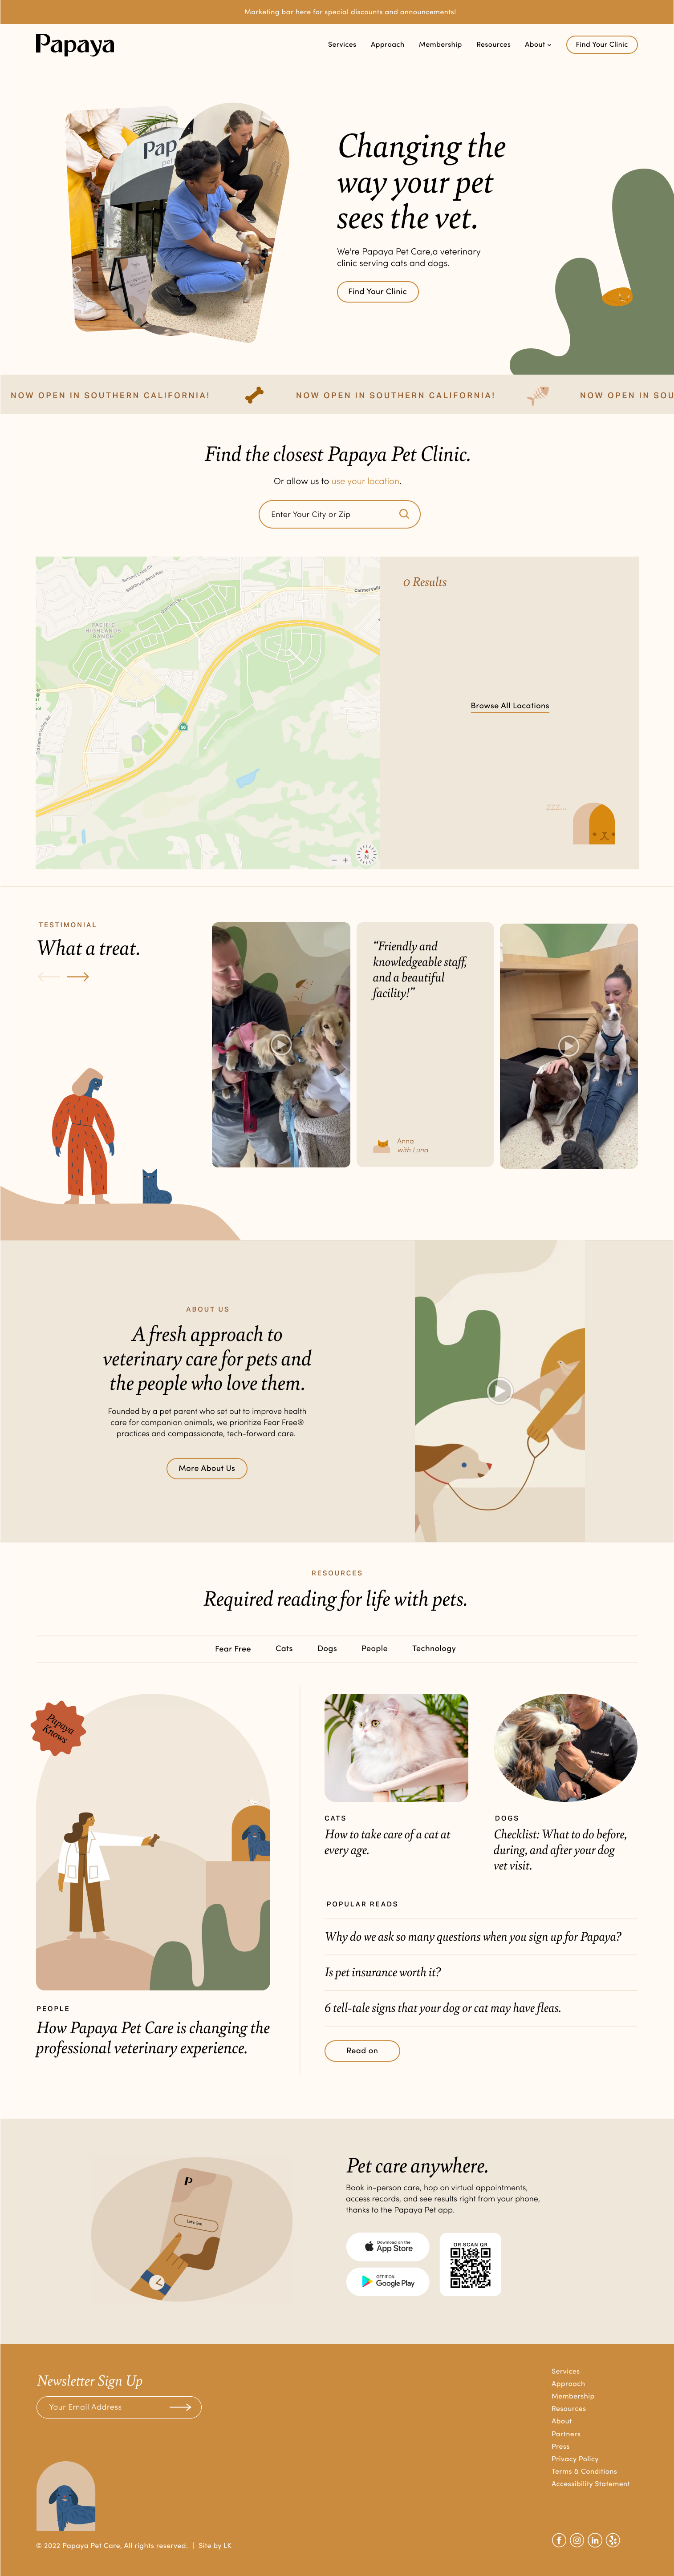 Marketing bar here for special discounts and announcements!
Papaya
Services Approach Membership Resources About Find Your Clinic
Pap
pet
Changing the
way your pet
sees the vet.
We're Papaya Pet Care,a veterinary
clinic serving cats and dogs.
Find Your Clinic
NOW OPEN IN SOUTHERN CALIFORNIA! NOW OPEN IN SOUTHERN CALIFORNIA! NOW OPEN IN SOU
Find the closest Papaya Pet Clinic.
Or allow us to use your location.
Enter Your City or Zip
PACIFIC
HIGHLANDS
RANCH
N
0 Results
Browse All Locations
ZZZ...
TESTIMONIAL
What a treat.
“Friendly and
knowledgeable staff,
and a beautiful
facility!”
Anna
with Luna
ABOUT US
A fresh approach to
veterinary care for pets and
the people who love them.
Founded by a pet parent who set out to improve health
care for companion animals, we prioritize Fear Free®
practices and compassionate, tech-forward care.
More About Us
RESOURCES
Required reading for life with pets.
Fear Free Cats Dogs People Technology
Papaya
Knows
PEOPLE
How Papaya Pet Care is changing the
professional veterinary experience.
CATS
How to take care of a cat at
every age.
DOGS
Checklist: What to do before,
during, and after your dog
vet visit.
POPULAR READS
Why do we ask so many questions when you sign up for Papaya?
Is pet insurance worth it?
6 tell-tale signs that your dog or cat may have fleas.
Read on
P
Let's Go!
Pet care anywhere.
Book in-person care, hop on virtual appointments,
access records, and see results right from your phone,
thanks to the Papaya Pet app.
Download on the
App Store
GET IT ON
Google Play
OR SCAN QR
Newsletter Sign Up
Your Email Address
Services
Approach
Membership
Resources
About
Partners
Press
Privacy Policy
Terms & Conditions
Accessibility Statement
© 2022 Papaya Pet Care, All rights reserved. | Site by LK